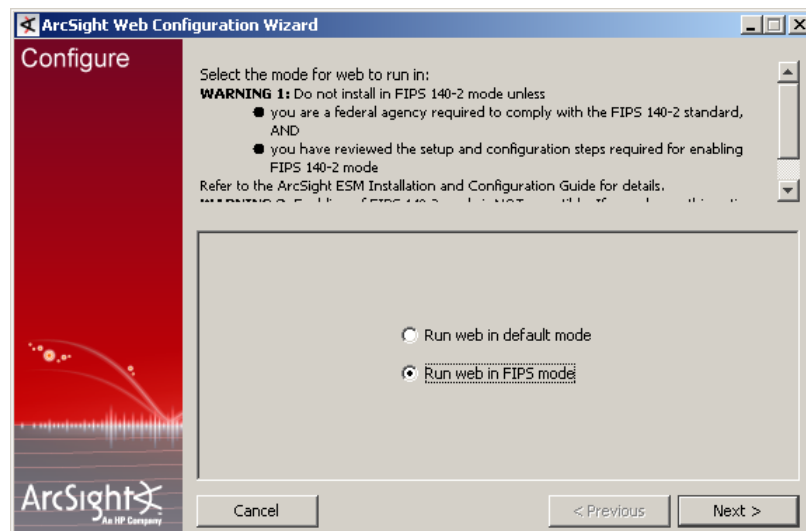 ArcSight Web Configuration Wizard
Configure
Select the mode for web to run in:
WARNING 1: Do not install in FIPS 140-2 mode unless
you are a federal agency required to comply with the FIPS 140-2 standard,
AND
you have reviewed the setup and configuration steps required for enabling
FIPS 140-2 mode
Refer to the ArcSight ESM Installation and Configuration Guide for details.
Run web in default mode
Run web in FIPS mode
ArcSight
An HP Company
Cancel
< Previous
Next >